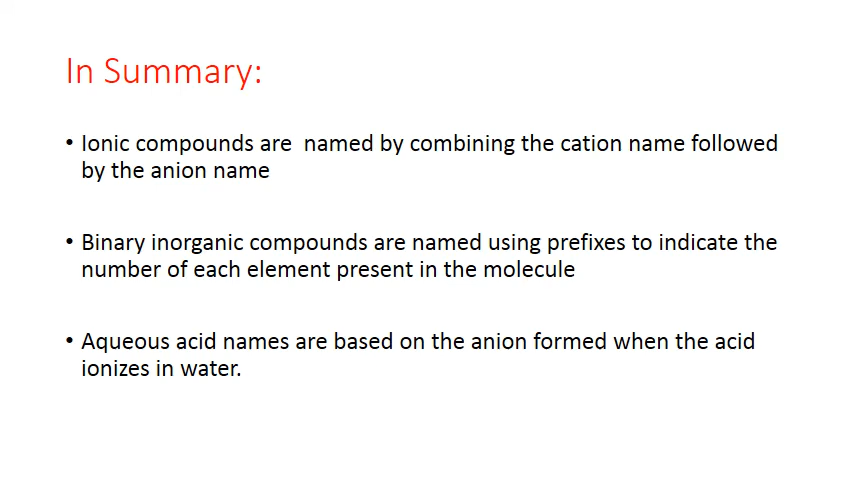 In Summary:
• Ionic compounds are  named by combining the cation name followed
by the anion name
• Binary inorganic compounds are named using prefixes to indicate the
number of each element present in the molecule
• Aqueous acid names are based on the anion formed when the acid
ionizes in water.